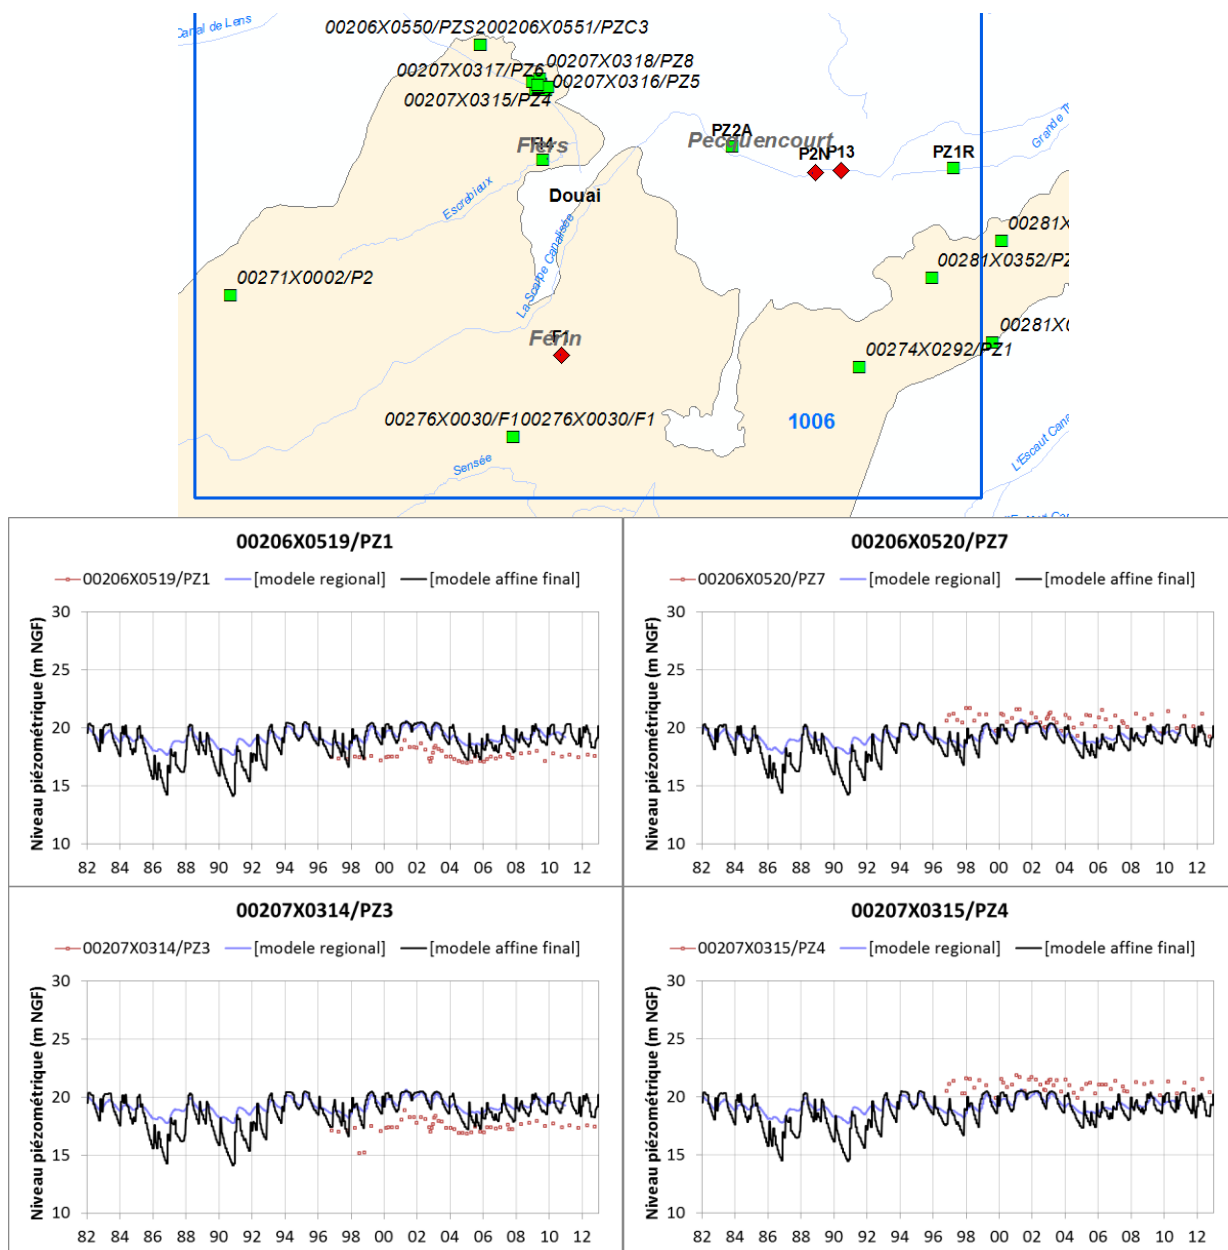 Canal de Lens
00206X0550/PZS200206X0551/PZC3
00207X0318/PZ8
00207X0317/PZ6
00207X0316/PZ5
00207X0315/PZ4
PZ2A
Pecquencourt
Flers
P2N
P13
PZ1R
Grande
Douai
Escrebieux
La Scarpe Canalisée
00281X
00281X0352/PZ
00271X0002/P2
F1
Férin
00281X0
00274X0292/PZ1
00276X0030/F100276X0030/F1
1006
Sensée
L'Escaut Cana
00206X0519/PZ1
00206X0519/PZ1 [modele regional] [modele affine final]
Niveau piézométrique (m NGF)
30
25
20
15
10
82 84 86 88 90 92 94 96 98 00 02 04 06 08 10 12
00206X0520/PZ7
00206X0520/PZ7 [modele regional] [modele affine final]
Niveau piézométrique (m NGF)
30
25
20
15
10
82 84 86 88 90 92 94 96 98 00 02 04 06 08 10 12
00207X0314/PZ3
00207X0314/PZ3 [modele regional] [modele affine final]
Niveau piézométrique (m NGF)
30
25
20
15
10
82 84 86 88 90 92 94 96 98 00 02 04 06 08 10 12
00207X0315/PZ4
00207X0315/PZ4 [modele regional] [modele affine final]
Niveau piézométrique (m NGF)
30
25
20
15
10
82 84 86 88 90 92 94 96 98 00 02 04 06 08 10 12